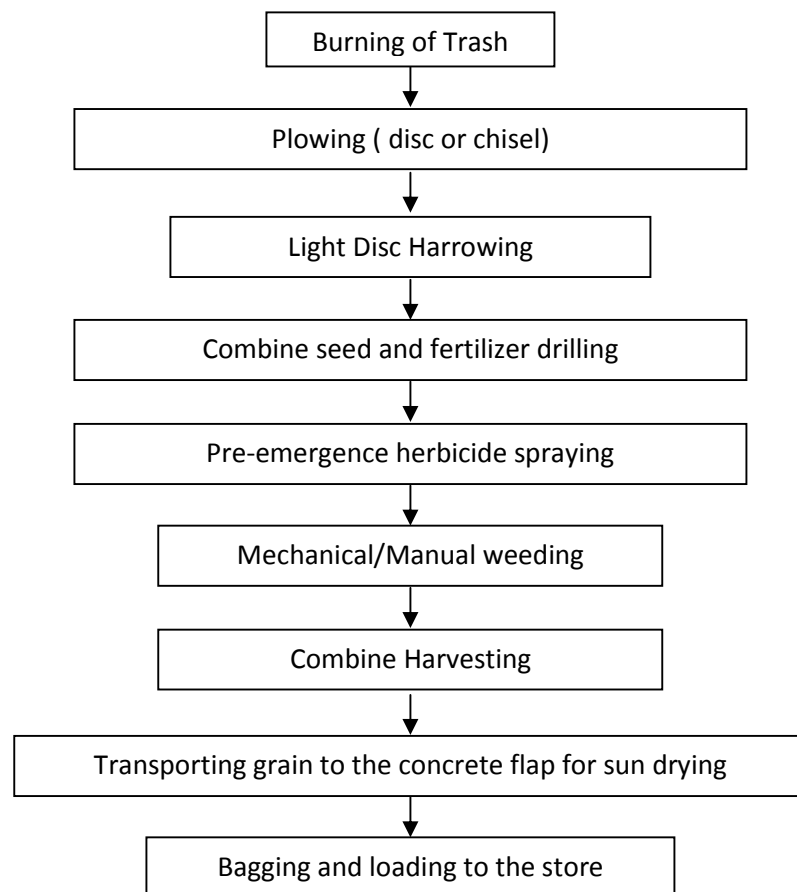 Burning of Trash
Plowing ( disc or chisel)
Light Disc Harrowing
Combine seed and fertilizer drilling
Pre-emergence herbicide spraying
Mechanical/Manual weeding
Combine Harvesting
Transporting grain to the concrete flap for sun drying
Bagging and loading to the store